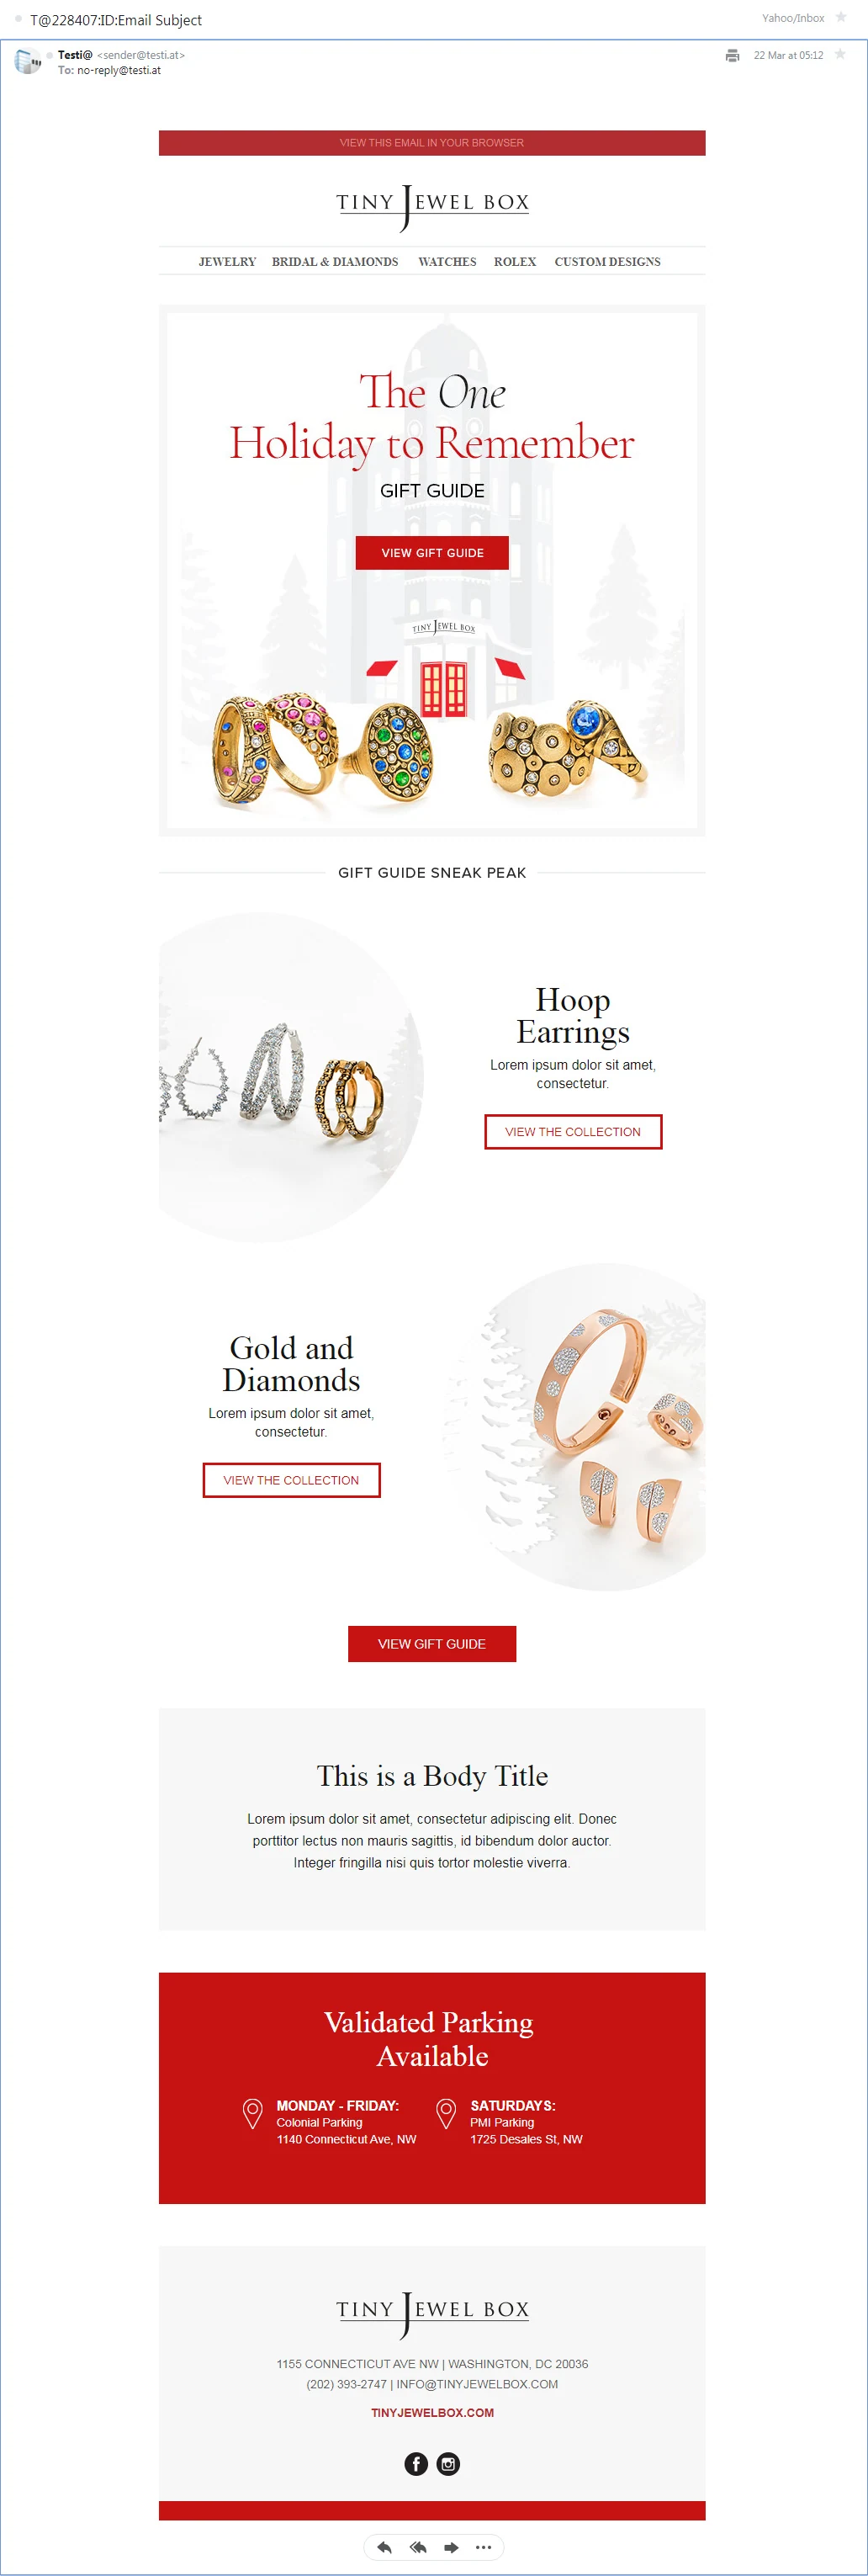 T@228407:ID:Email Subject
Yahoo/Inbox
Testi@ <sender@testi.at>
22 Mar at 05:12
To: no-reply@testi.at
VIEW THIS EMAIL IN YOUR BROWSER
TINY JEWEL BOX
JEWELRY BRIDAL & DIAMONDS WATCHES ROLEX CUSTOM DESIGNS
The One
Holiday to Remember
GIFT GUIDE
VIEW GIFT GUIDE
TINY JEWEL BOX
GIFT GUIDE SNEAK PEAK
Hoop
Earrings
Lorem ipsum dolor sit amet,
consectetur.
VIEW THE COLLECTION
Gold and
Diamonds
Lorem ipsum dolor sit amet,
consectetur.
VIEW THE COLLECTION
VIEW GIFT GUIDE
This is a Body Title
Lorem ipsum dolor sit amet, consectetur adipiscing elit. Donec
porttitor lectus non mauris sagittis, id bibendum dolor auctor.
Integer fringilla nisi quis tortor molestie viverra.
Validated Parking
Available
MONDAY - FRIDAY:
Colonial Parking
1140 Connecticut Ave, NW
SATURDAYS:
PMI Parking
1725 Desales St, NW
TINY JEWEL BOX
1155 CONNECTICUT AVE NW | WASHINGTON, DC 20036
(202) 393-2747 | INFO@TINYJEWELBOX.COM
TINYJEWELBOX.COM